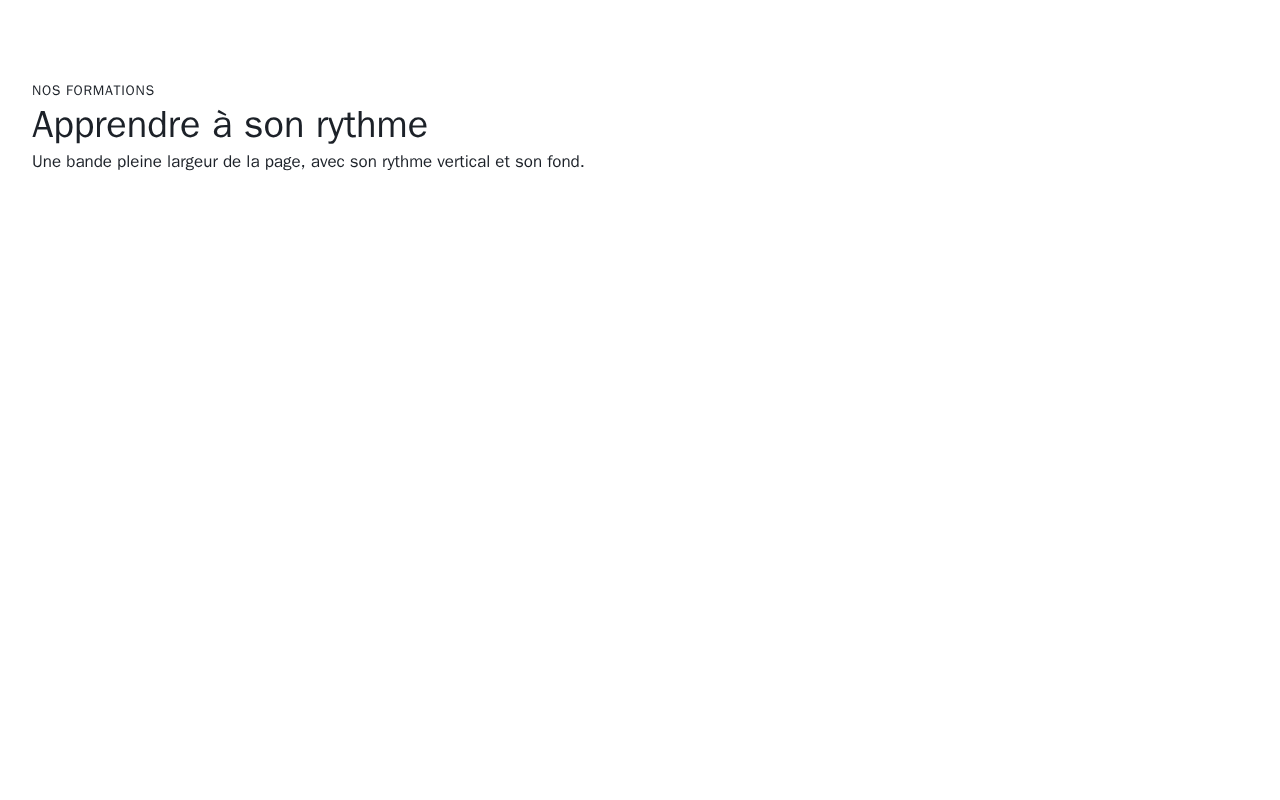 NOS FORMATIONS
Apprendre à son rythme
Une bande pleine largeur de la page, avec son rythme vertical et son fond.